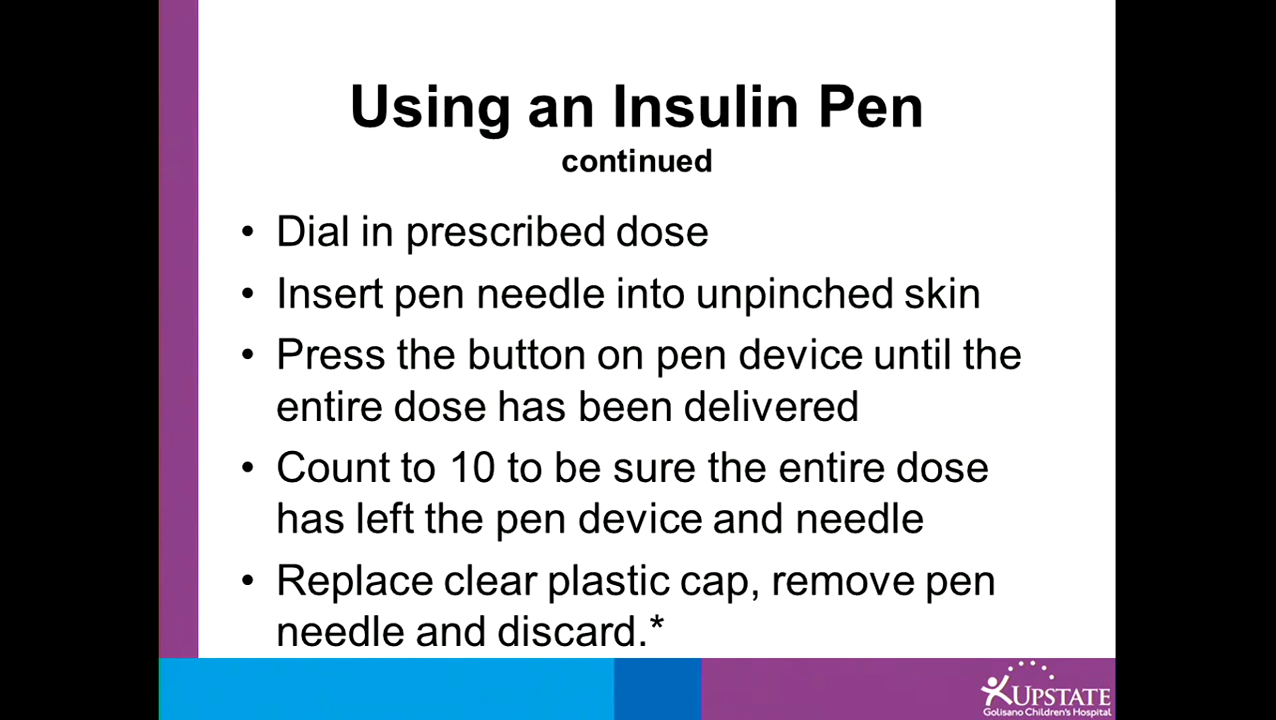 Using an Insulin Pen
continued
• Dial in prescribed dose
• Insert pen needle into unpinched skin
• Press the button on pen device until the
entire dose has been delivered
• Count to 10 to be sure the entire dose
has left the pen device and needle
• Replace clear plastic cap, remove pen
needle and discard.*
UPSTATE
Golisano Children's Hospital